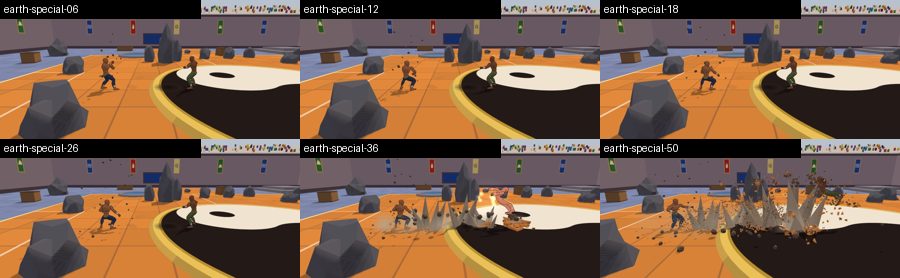 earth-special-06
earth-special-12
earth-special-18
earth-special-26
earth-special-36
earth-special-50